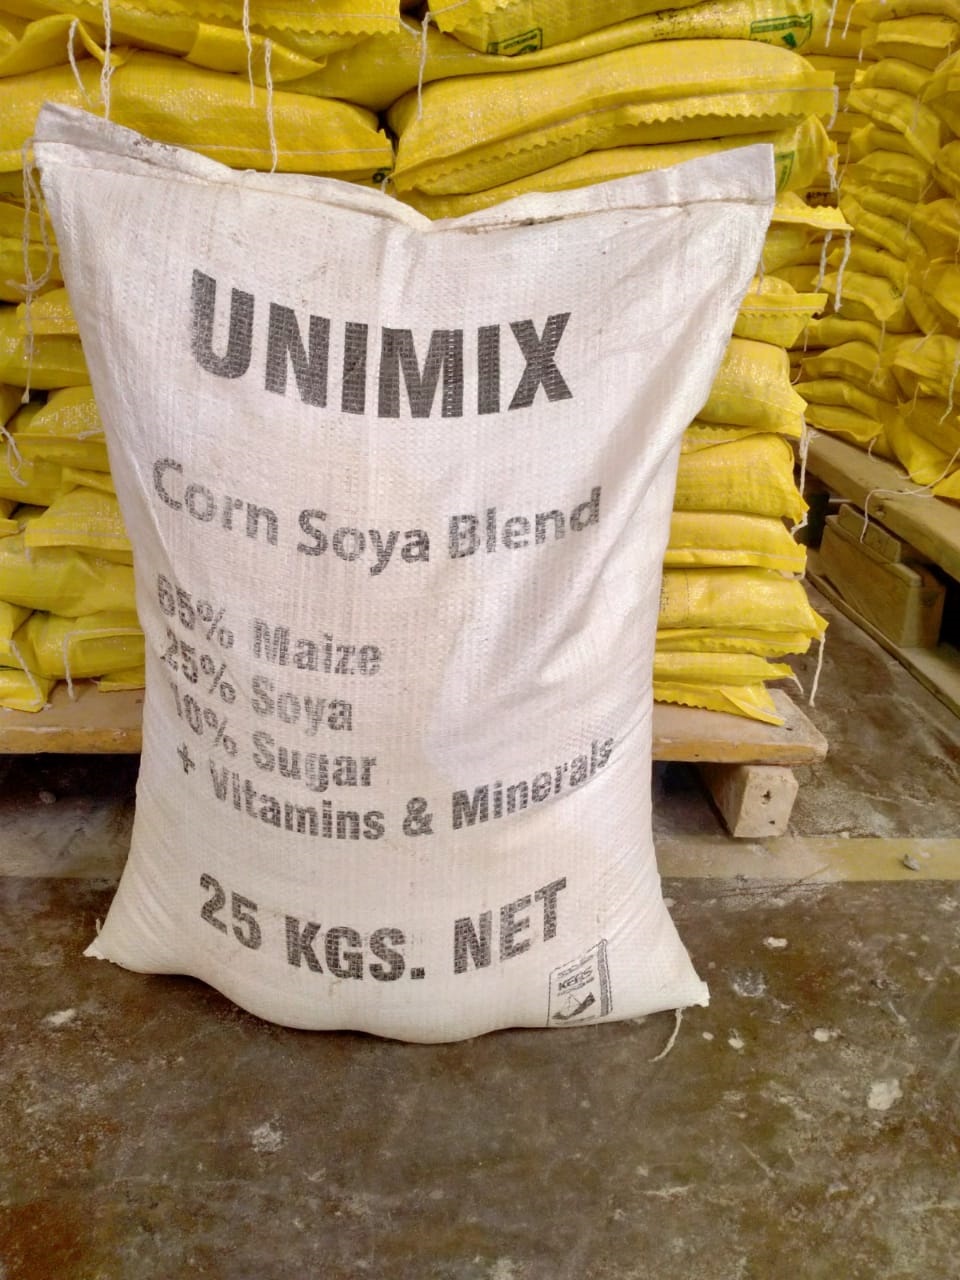 UNIMIX
Corn Soya Blend
65% Maize
25% Soya
10% Sugar
+ Vitamins & Minerals
25 KGS. NET
KEBS